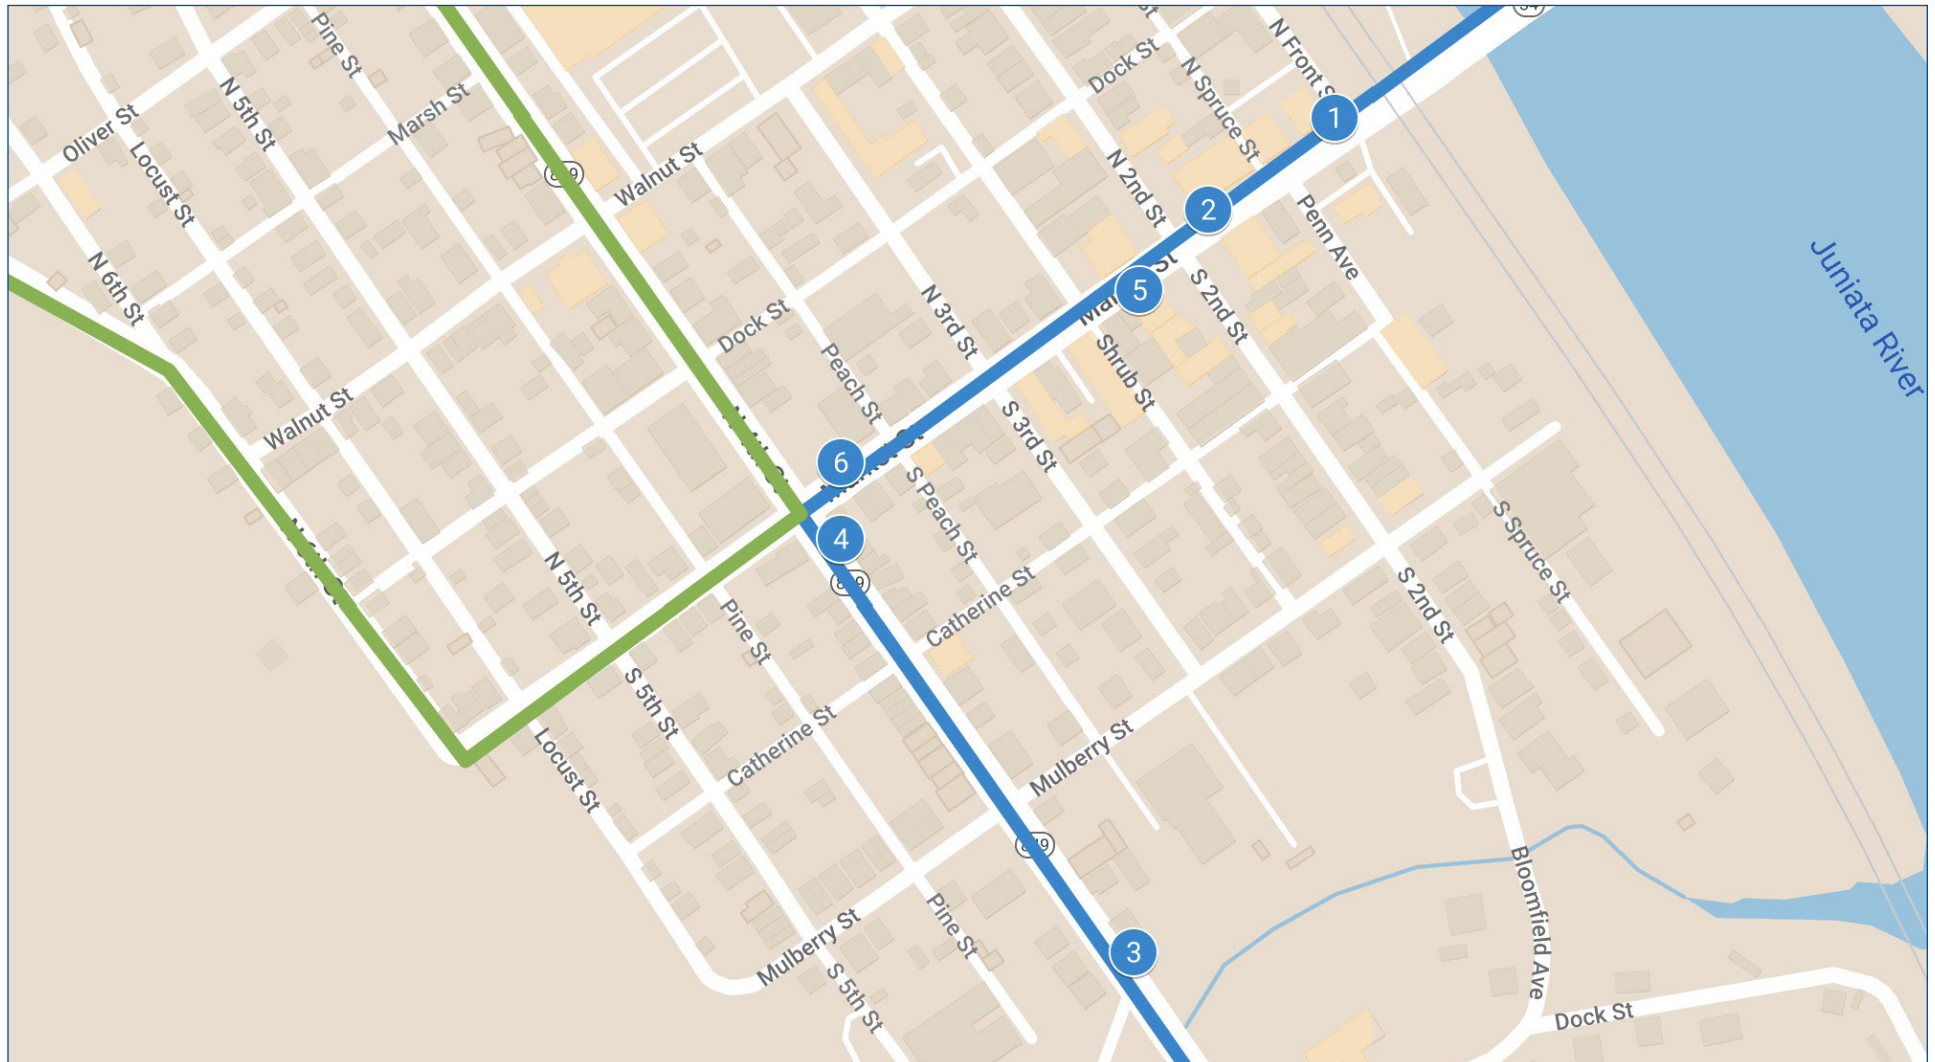 Pine St
N Front S
Dock St
34
N 5th St
Marsh St
N Spruce St
1
Oliver St
Locust St
Walnut St
N 2nd St
2
N 6th St
Penn Ave
Juniata River
St
5
S 2nd St
Dock St
N 3rd St
Peach St
Shrub St
Walnut St
S 3rd St
6
S Peach St
4
S Spruce St
N 5th St
Pine St
Catherine St
S 2nd St
S 5th St
Catherine St
Locust St
Mulberry St
Pine St
Mulberry St
3
S 5th St
Bloomfield Ave
Dock St